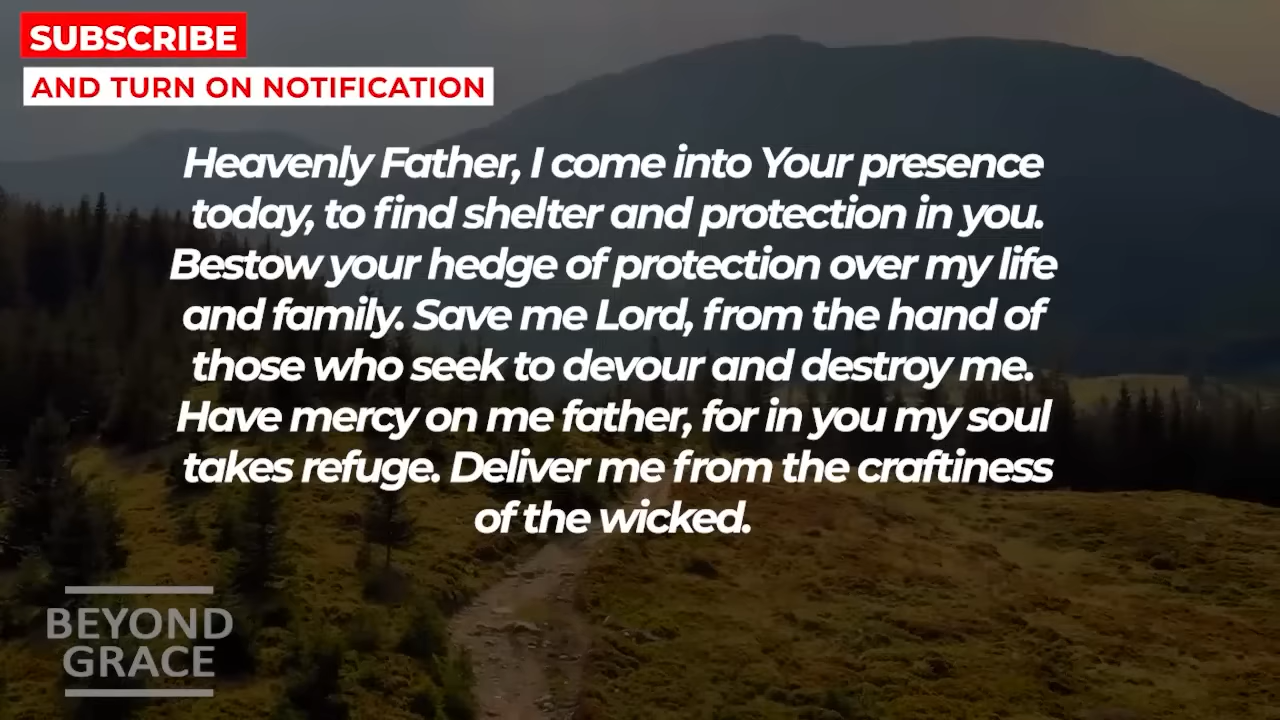 SUBSCRIBE
AND TURN ON NOTIFICATION
Heavenly Father, I come into Your presence
today, to find shelter and protection in you.
Bestow your hedge of protection over my life
and family. Save me Lord, from the hand of
those who seek to devour and destroy me.
Have mercy on me father, for in you my soul
takes refuge. Deliver me from the craftiness
of the wicked.
BEYOND
GRACE